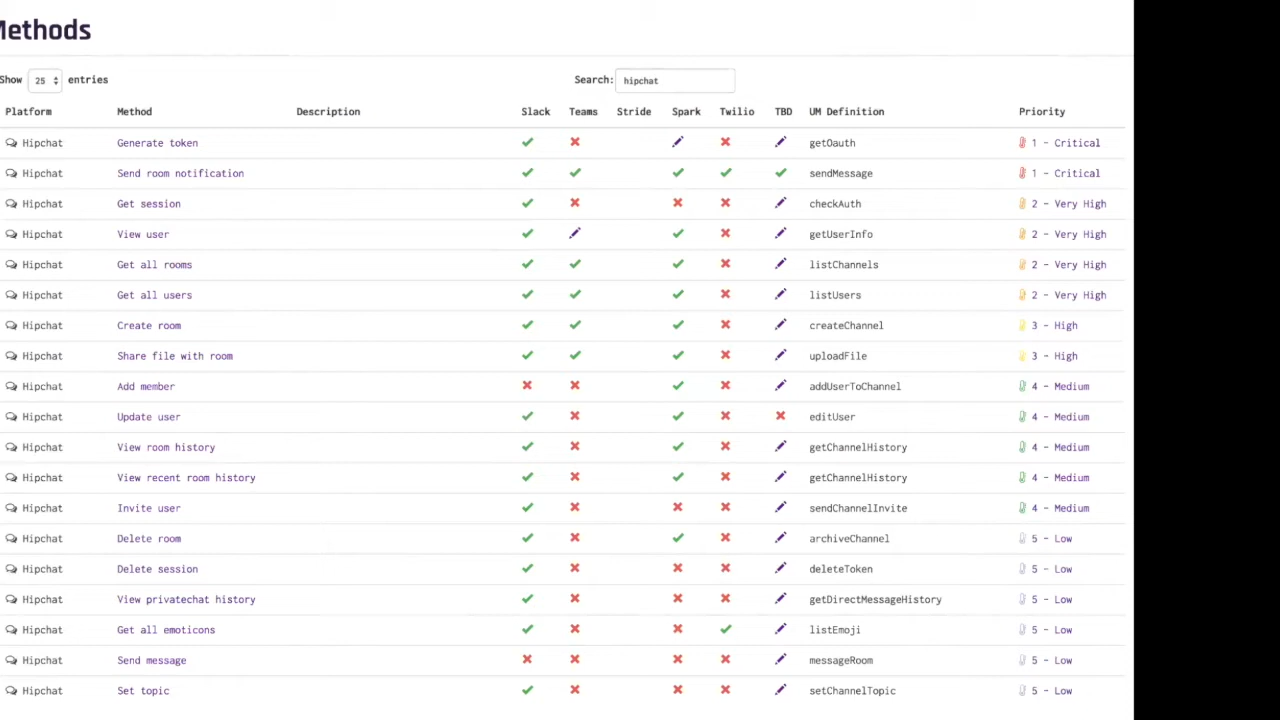 Methods
Show 25 entries Search: hipchat
Platform Method Description Slack Teams Stride Spark Twilio TBD UM Definition Priority
Hipchat Generate token getOauth 1 - Critical
Hipchat Send room notification sendMessage 1 - Critical
Hipchat Get session checkAuth 2 - Very High
Hipchat View user getUserInfo 2 - Very High
Hipchat Get all rooms listChannels 2 - Very High
Hipchat Get all users listUsers 2 - Very High
Hipchat Create room createChannel 3 - High
Hipchat Share file with room uploadFile 3 - High
Hipchat Add member addUserToChannel 4 - Medium
Hipchat Update user editUser 4 - Medium
Hipchat View room history getChannelHistory 4 - Medium
Hipchat View recent room history getChannelHistory 4 - Medium
Hipchat Invite user sendChannelInvite 4 - Medium
Hipchat Delete room archiveChannel 5 - Low
Hipchat Delete session deleteToken 5 - Low
Hipchat View privatechat history getDirectMessageHistory 5 - Low
Hipchat Get all emoticons listEmoji 5 - Low
Hipchat Send message messageRoom 5 - Low
Hipchat Set topic setChannelTopic 5 - Low